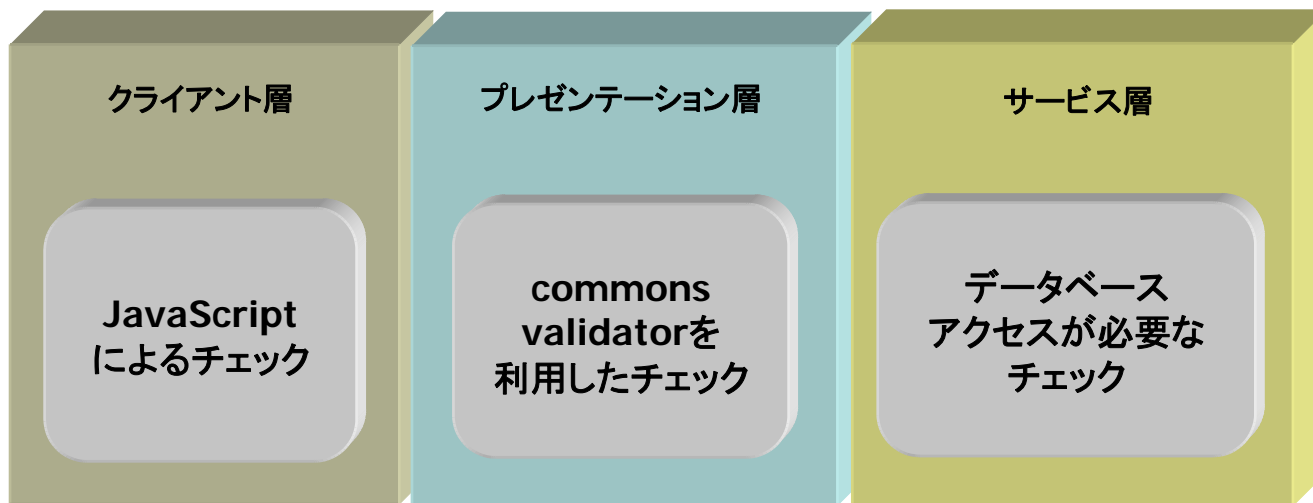 クライアント層
JavaScript
によるチェック
プレゼンテーション層
commons
validatorを
利用したチェック
サービス層
データベース
アクセスが必要な
チェック